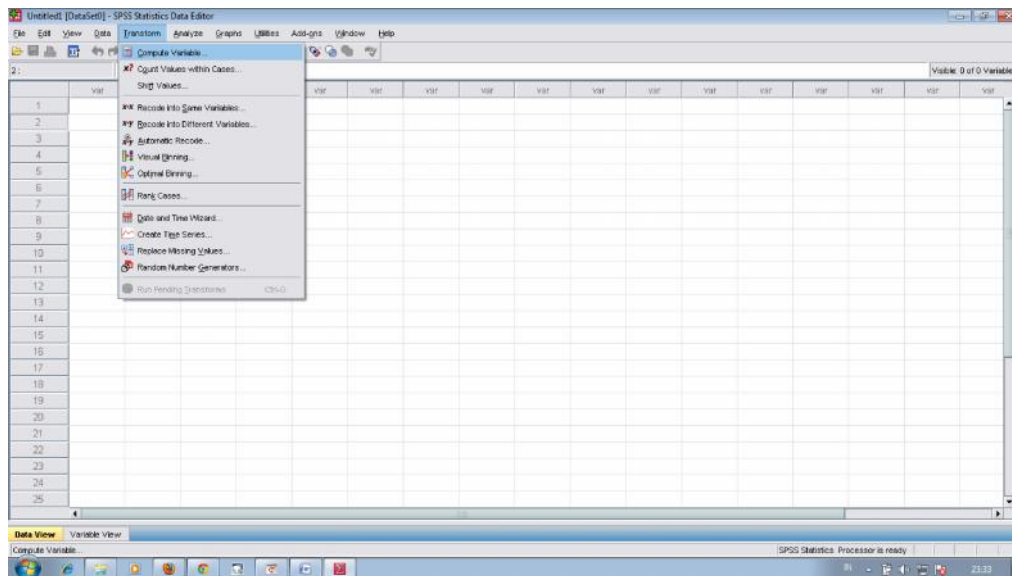 Untitled1 [DataSet0] - SPSS Statistics Data Editor
File Edit View Data Transform Analyze Graphs Utilities Add-ons Window Help
2 :
Visible: 0 of 0 Variable
Compute Variable...
Count Values within Cases...
Shift Values...
Recode into Same Variables...
Recode into Different Variables...
Automatic Recode...
Visual Binning...
Optimal Binning...
Rank Cases...
Date and Time Wizard...
Create Time Series...
Replace Missing Values...
Random Number Generators...
Run Pending Transforms Ctrl-G
var var var var var var var var var var var
1
2
3
4
5
6
7
8
9
10
11
12
13
14
15
16
17
18
19
20
21
22
23
24
25
Data View Variable View
Compute Variable...
SPSS Statistics Processor is ready
IN
23:33